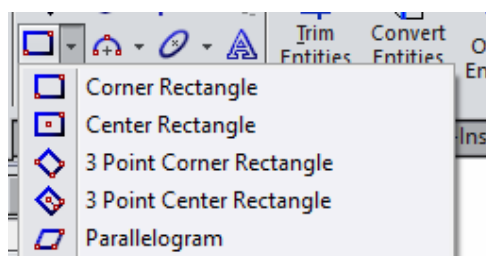 Trim Convert
Entities Entities
Corner Rectangle
Center Rectangle
3 Point Corner Rectangle
3 Point Center Rectangle
Parallelogram